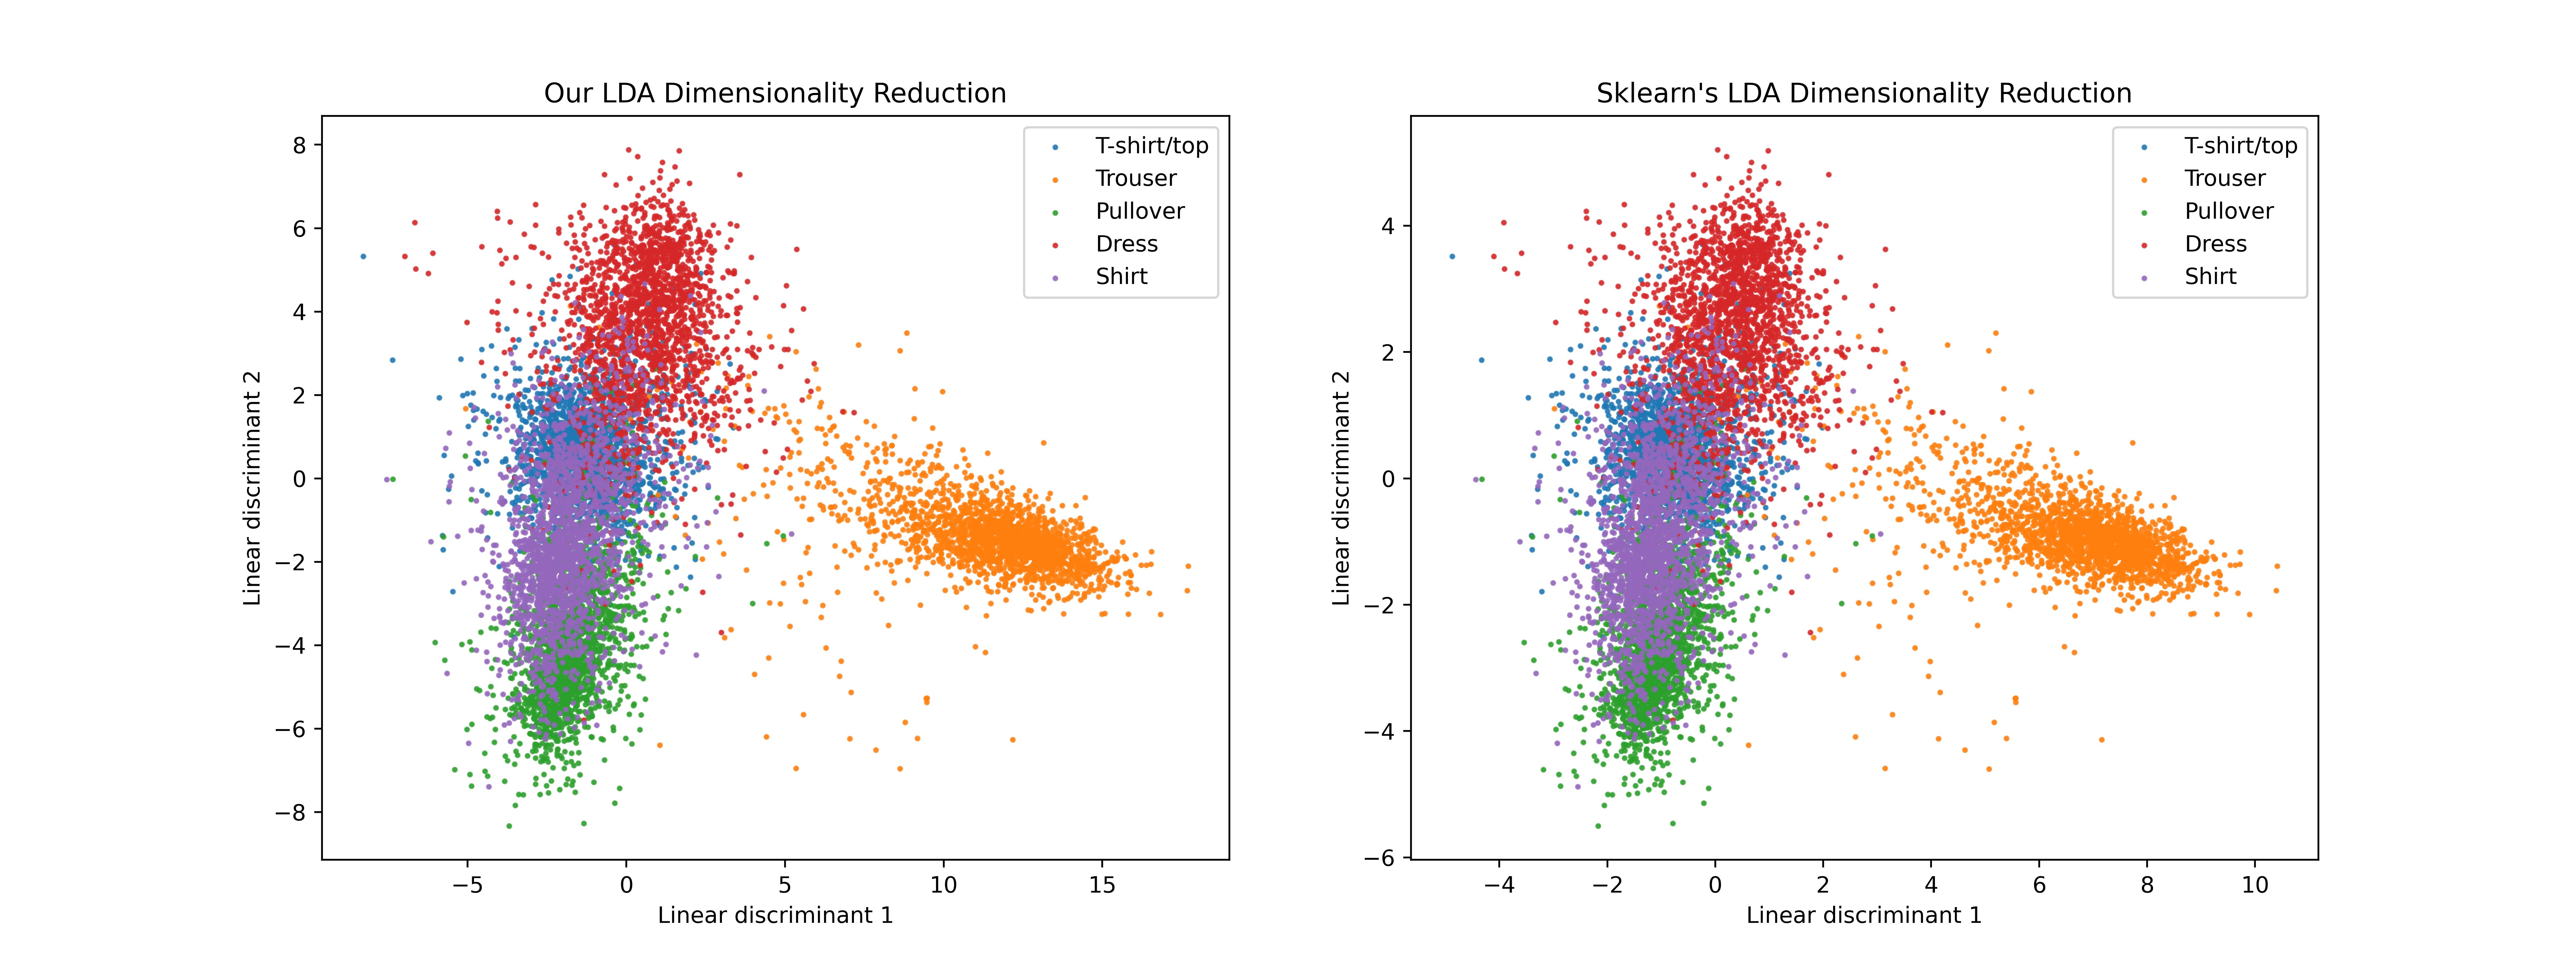 Our LDA Dimensionality Reduction
T-shirt/top
Trouser
Pullover
Dress
Shirt
8
6
4
2
0
−2
−4
−6
−8
Linear discriminant 2
−5
0
5
10
15
Linear discriminant 1
Sklearn's LDA Dimensionality Reduction
T-shirt/top
Trouser
Pullover
Dress
Shirt
4
2
0
−2
−4
−6
Linear discriminant 2
−4
−2
0
2
4
6
8
10
Linear discriminant 1